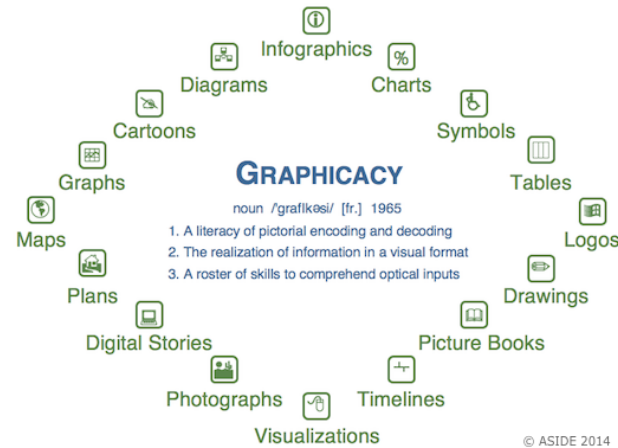 Infographics
Diagrams
Charts
Cartoons
Symbols
Graphs
Tables
GRAPHICACY
noun /'grafIkəsi/ [fr.] 1965
1. A literacy of pictorial encoding and decoding
2. The realization of information in a visual format
3. A roster of skills to comprehend optical inputs
Maps
Logos
Plans
Drawings
Digital Stories
Picture Books
Photographs
Timelines
Visualizations
© ASIDE 2014